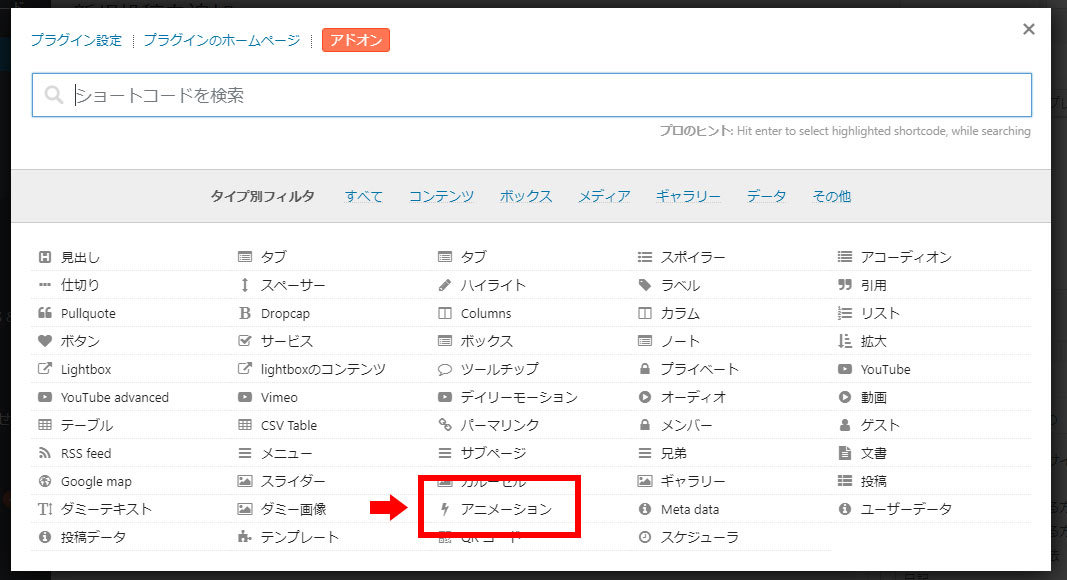 プラグイン設定 プラグインのホームページ アドオン ×
ショートコードを検索
プロのヒント: Hit enter to select highlighted shortcode, while searching
タイプ別フィルタ すべて コンテンツ ボックス メディア ギャラリー データ その他
見出し タブ タブ スポイラー アコーディオン
仕切り スペーサー ハイライト ラベル 引用
Pullquote Dropcap Columns カラム リスト
ボタン サービス ボックス ノート 拡大
Lightbox lightboxのコンテンツ ツールチップ プライベート YouTube
YouTube advanced Vimeo デイリーモーション オーディオ 動画
テーブル CSV Table パーマリンク メンバー ゲスト
RSS feed メニュー サブページ 兄弟 文書
Google map スライダー カルーセル ギャラリー 投稿
ダミーテキスト ダミー画像 アニメーション Meta data ユーザーデータ
投稿データ テンプレート QR コード スケジューラ